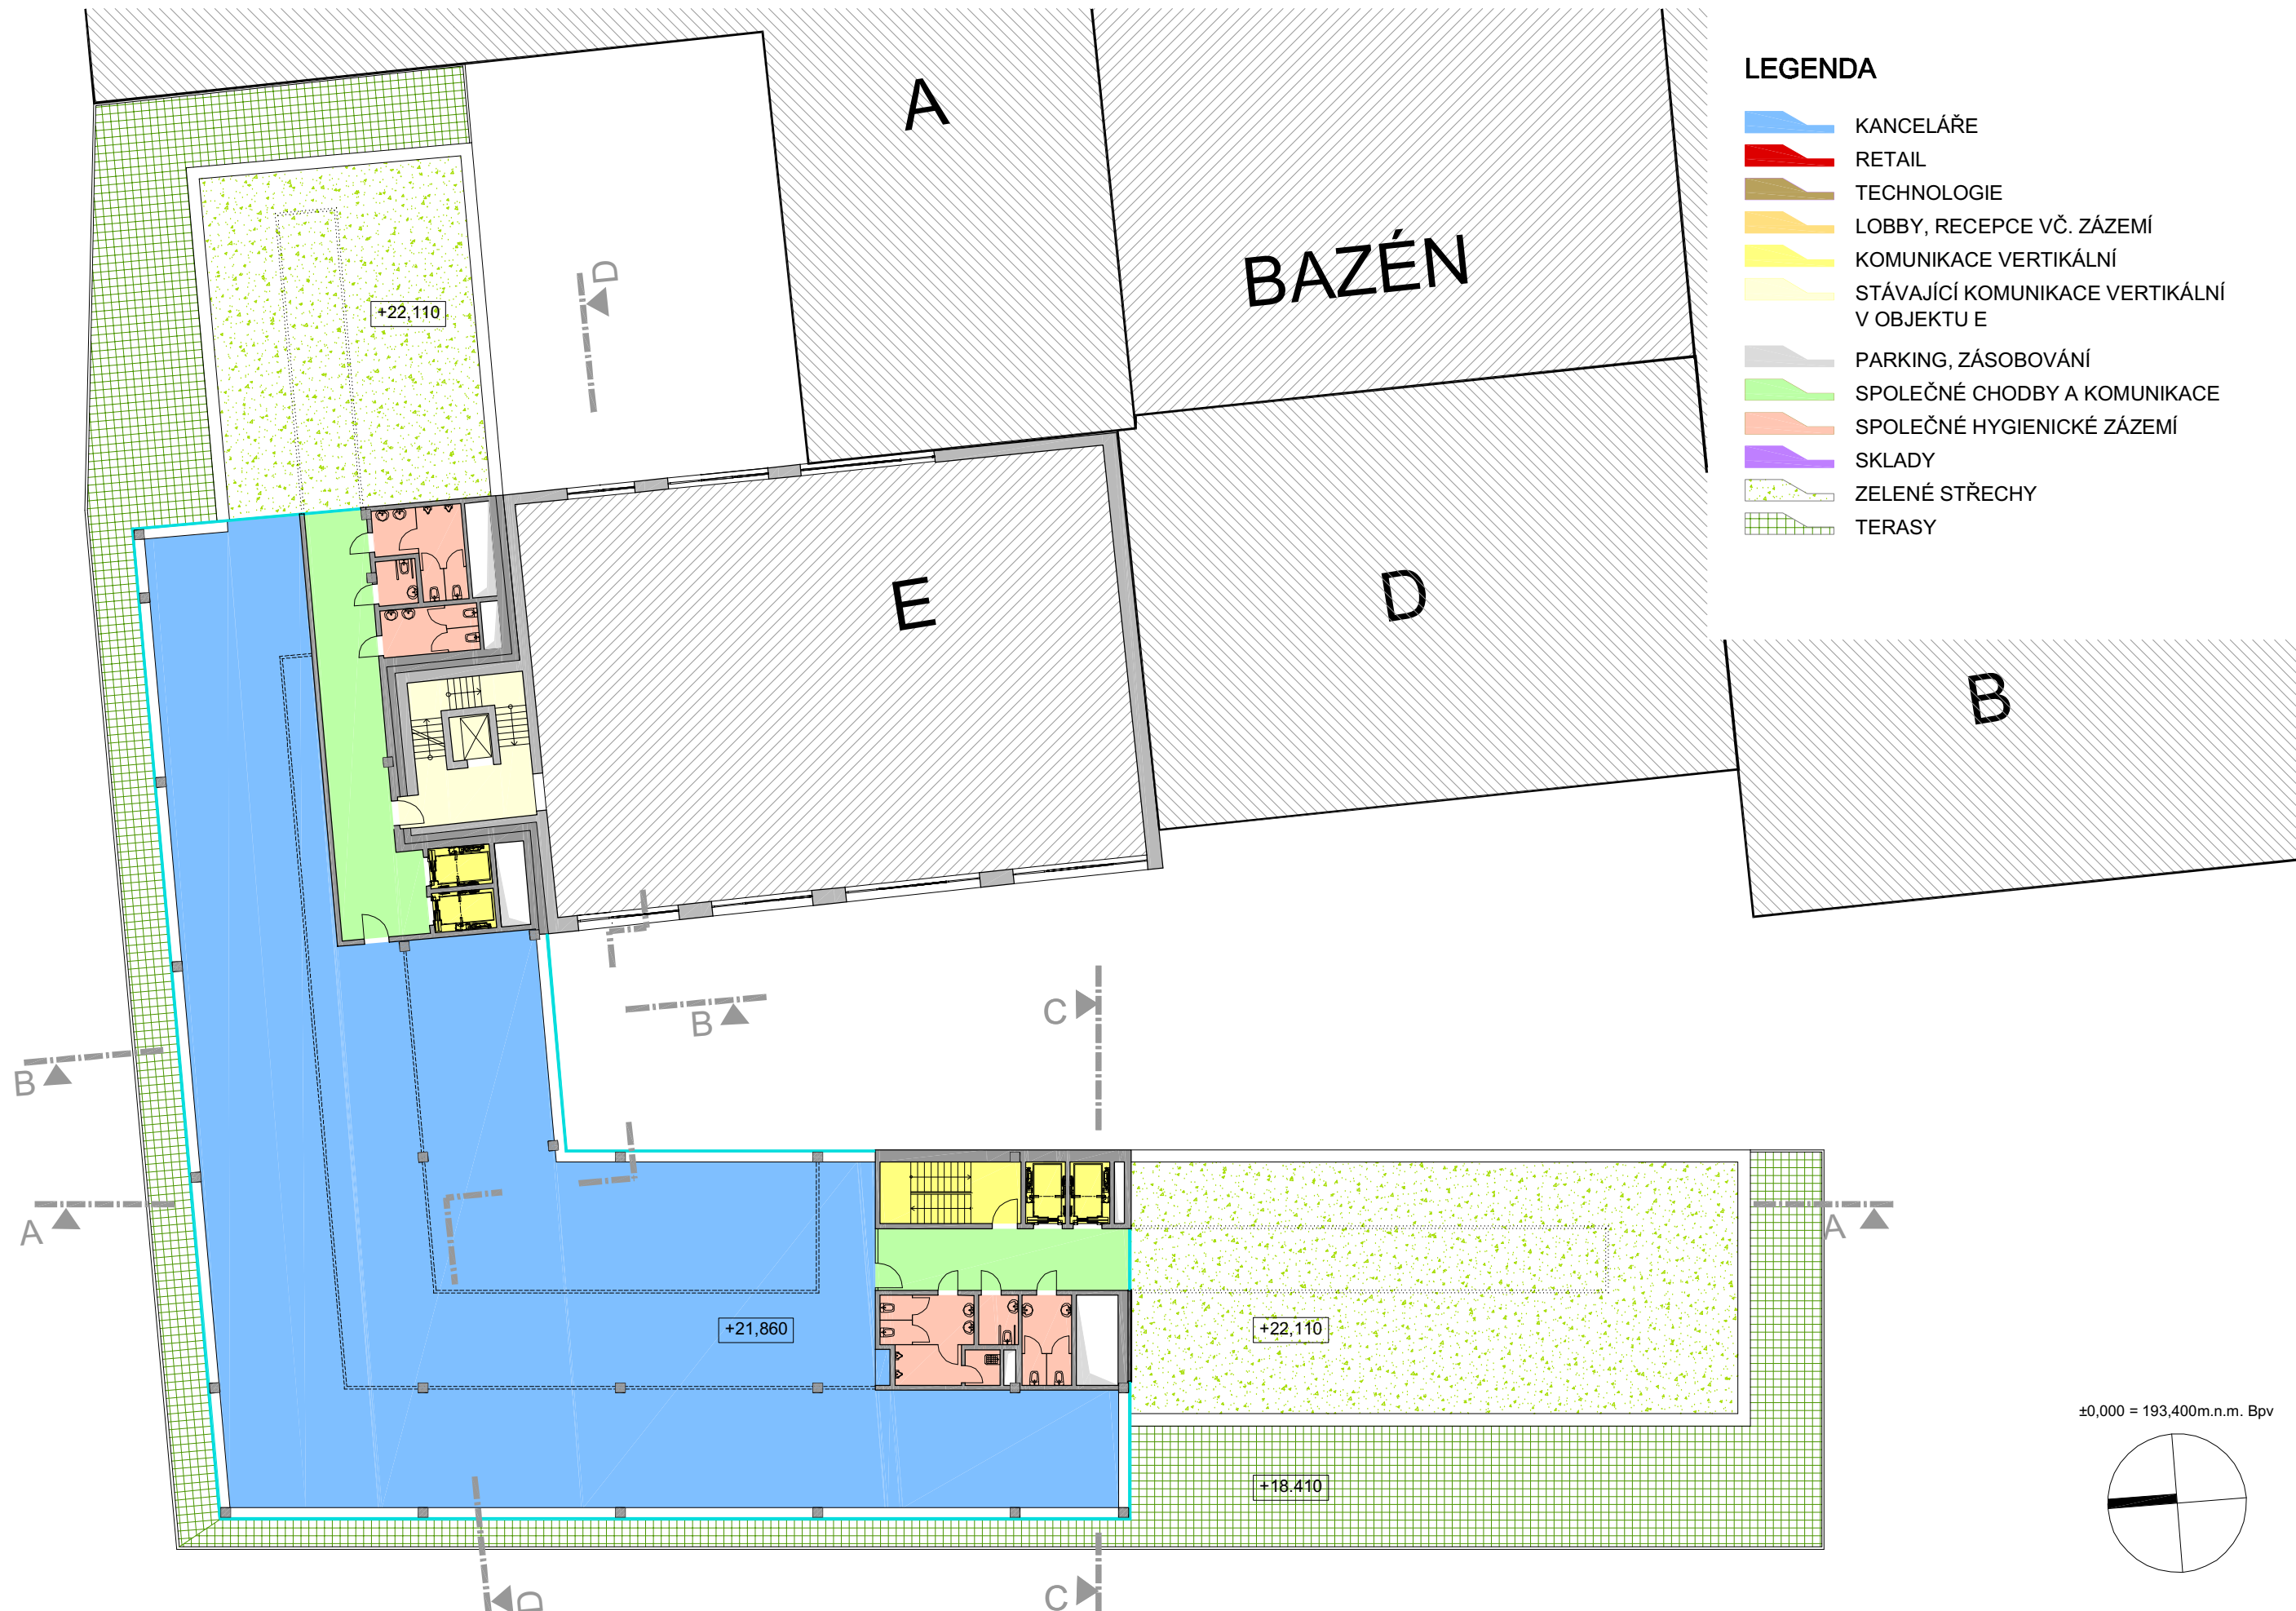 LEGENDA
KANCELÁŘE
RETAIL
TECHNOLOGIE
LOBBY, RECEPCE VČ. ZÁZEMÍ
KOMUNIKACE VERTIKÁLNÍ
STÁVAJÍCÍ KOMUNIKACE VERTIKÁLNÍ
V OBJEKTU E
PARKING, ZÁSOBOVÁNÍ
SPOLEČNÉ CHODBY A KOMUNIKACE
SPOLEČNÉ HYGIENICKÉ ZÁZEMÍ
SKLADY
ZELENÉ STŘECHY
TERASY
A
BAZÉN
D
+22,110
E
D
B
C
B
B
A
A
+21,860
+22,110
+18.410
±0,000 = 193,400m.n.m. Bpv
D
C